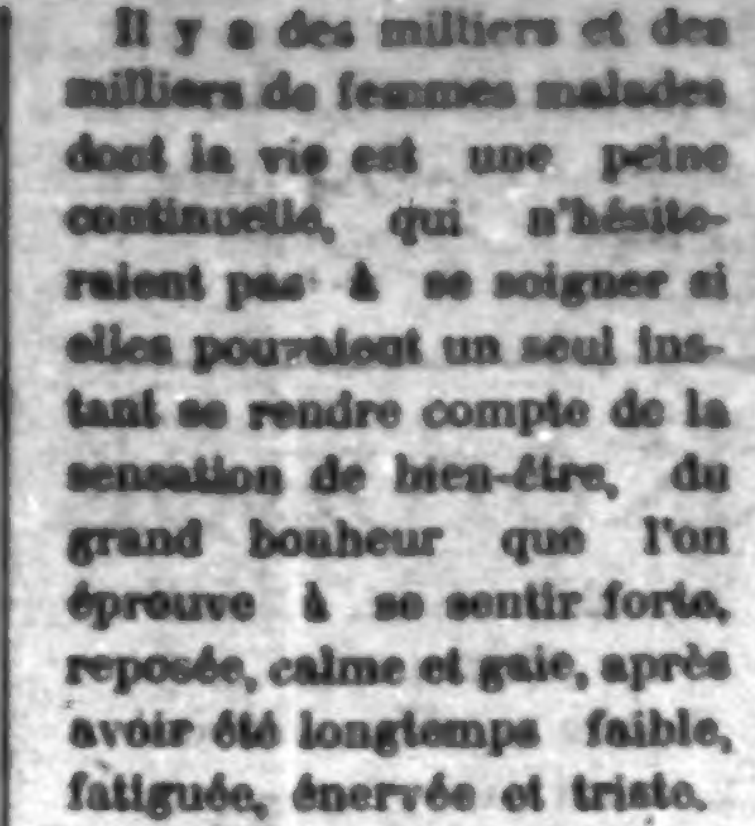 Il y a des milliers et des
milliers de femmes malades
dont la vie est une peine
continuelle, qui n'hésite-
raient pas à se soigner si
elles pouvaient un seul ins-
tant se rendre compte de la
sensation de bien-être, du
grand bonheur que l'on
éprouve à se sentir forte,
reposée, calme et gaie, après
avoir été longtemps faible,
fatiguée, énervée et triste.